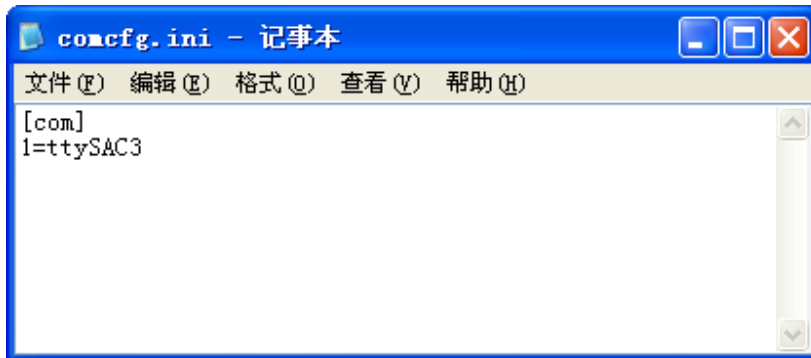 comcfg.ini - 记事本
文件(F) 编辑(E) 格式(O) 查看(V) 帮助(H)
[com]
1=ttySAC3